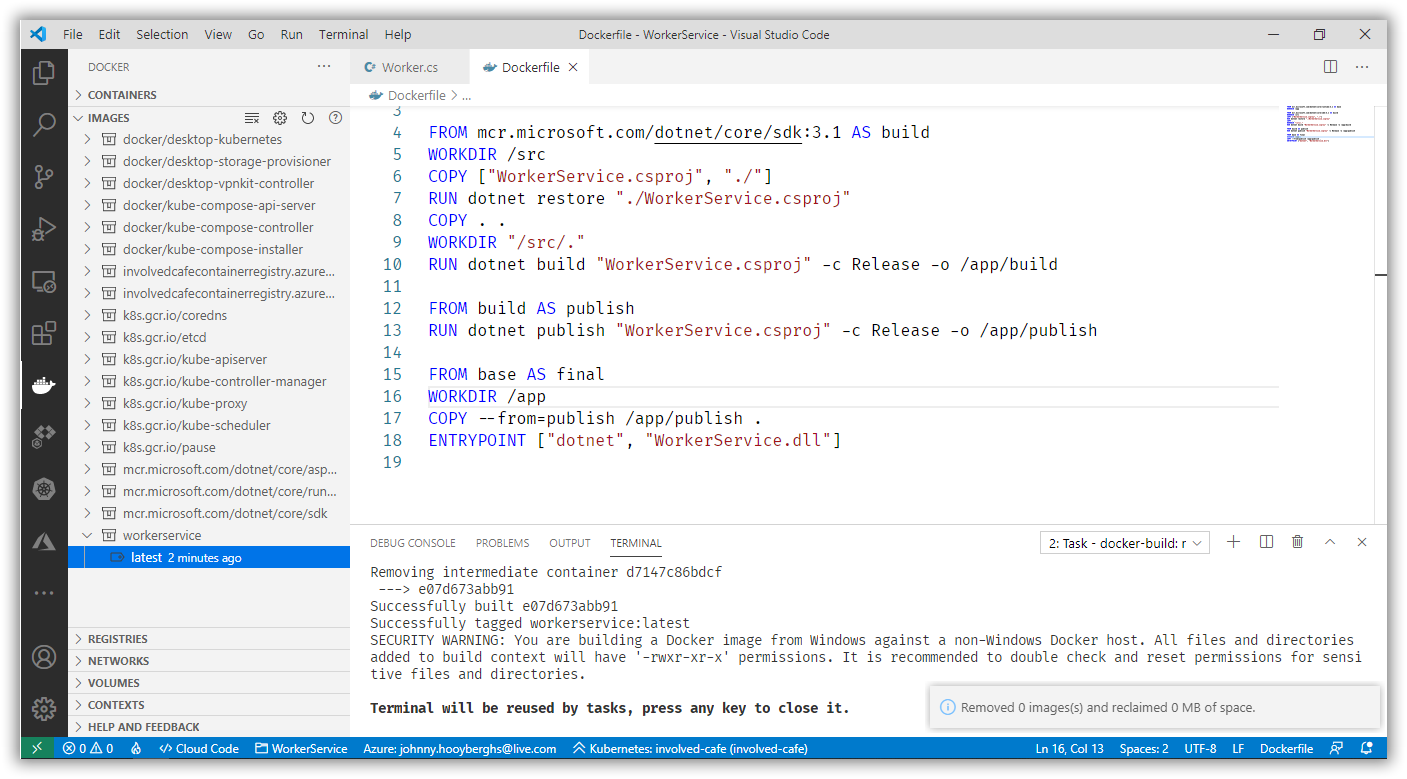 File Edit Selection View Go Run Terminal Help Dockerfile - WorkerService - Visual Studio Code
DOCKER
CONTAINERS
IMAGES
docker/desktop-kubernetes
docker/desktop-storage-provisioner
docker/desktop-vpnkit-controller
docker/kube-compose-api-server
docker/kube-compose-controller
docker/kube-compose-installer
involvedcafecontainerregistry.azure...
involvedcafecontainerregistry.azure...
k8s.gcr.io/coredns
k8s.gcr.io/etcd
k8s.gcr.io/kube-apiserver
k8s.gcr.io/kube-controller-manager
k8s.gcr.io/kube-proxy
k8s.gcr.io/kube-scheduler
k8s.gcr.io/pause
mcr.microsoft.com/dotnet/core/asp...
mcr.microsoft.com/dotnet/core/run...
mcr.microsoft.com/dotnet/core/sdk
workerservice
latest 2 minutes ago
REGISTRIES
NETWORKS
VOLUMES
CONTEXTS
HELP AND FEEDBACK
Worker.cs Dockerfile
Dockerfile > ...
3
4 FROM mcr.microsoft.com/dotnet/core/sdk:3.1 AS build
5 WORKDIR /src
6 COPY ["WorkerService.csproj", "./"]
7 RUN dotnet restore "./WorkerService.csproj"
8 COPY . .
9 WORKDIR "/src/."
10 RUN dotnet build "WorkerService.csproj" -c Release -o /app/build
11
12 FROM build AS publish
13 RUN dotnet publish "WorkerService.csproj" -c Release -o /app/publish
14
15 FROM base AS final
16 WORKDIR /app
17 COPY --from=publish /app/publish .
18 ENTRYPOINT ["dotnet", "WorkerService.dll"]
19
DEBUG CONSOLE PROBLEMS OUTPUT TERMINAL 2: Task - docker-build: r
Removing intermediate container d7147c86bdcf
---> e07d673abb91
Successfully built e07d673abb91
Successfully tagged workerservice:latest
SECURITY WARNING: You are building a Docker image from Windows against a non-Windows Docker host. All files and directories
added to build context will have '-rwxr-xr-x' permissions. It is recommended to double check and reset permissions for sensi
tive files and directories.
Terminal will be reused by tasks, press any key to close it.
Removed 0 images(s) and reclaimed 0 MB of space.
0 0 Cloud Code WorkerService Azure: johnny.hooyberghs@live.com Kubernetes: involved-cafe (involved-cafe) Ln 16, Col 13 Spaces: 2 UTF-8 LF Dockerfile